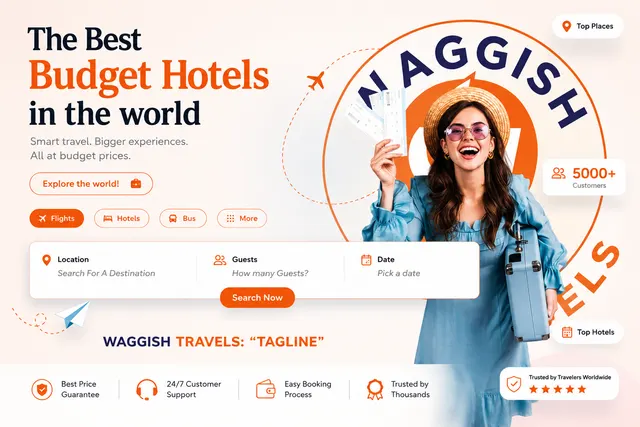 The Best
Budget Hotels
in the world
Smart travel. Bigger experiences.
All at budget prices.
Explore the world!
Flights
Hotels
Bus
More
Location
Search For A Destination
Guests
How many Guests?
Date
Pick a date
Search Now
WAGGISH TRAVELS: “TAGLINE”
Best Price
Guarantee
24/7 Customer
Support
Easy Booking
Process
Trusted by
Thousands
WAGGISH
ELS
Top Places
5000+
Customers
Top Hotels
Trusted by Travelers Worldwide